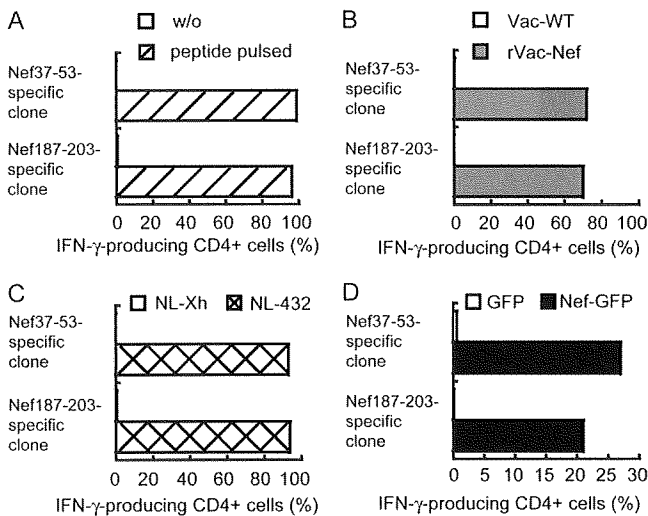 A
w/o
peptide pulsed
Nef37-53-
specific
clone
Nef187-203-
specific
clone
0 20 40 60 80 100
IFN-γ-producing CD4+ cells (%)
B
Vac-WT
rVac-Nef
Nef37-53-
specific
clone
Nef187-203-
specific
clone
0 20 40 60 80 100
IFN-γ-producing CD4+ cells (%)
C
NL-Xh NL-432
Nef37-53-
specific
clone
Nef187-203-
specific
clone
0 20 40 60 80 100
IFN-γ-producing CD4+ cells (%)
D
GFP Nef-GFP
Nef37-53-
specific
clone
Nef187-203-
specific
clone
0 5 10 15 20 25 30
IFN-γ-producing CD4+ cells (%)